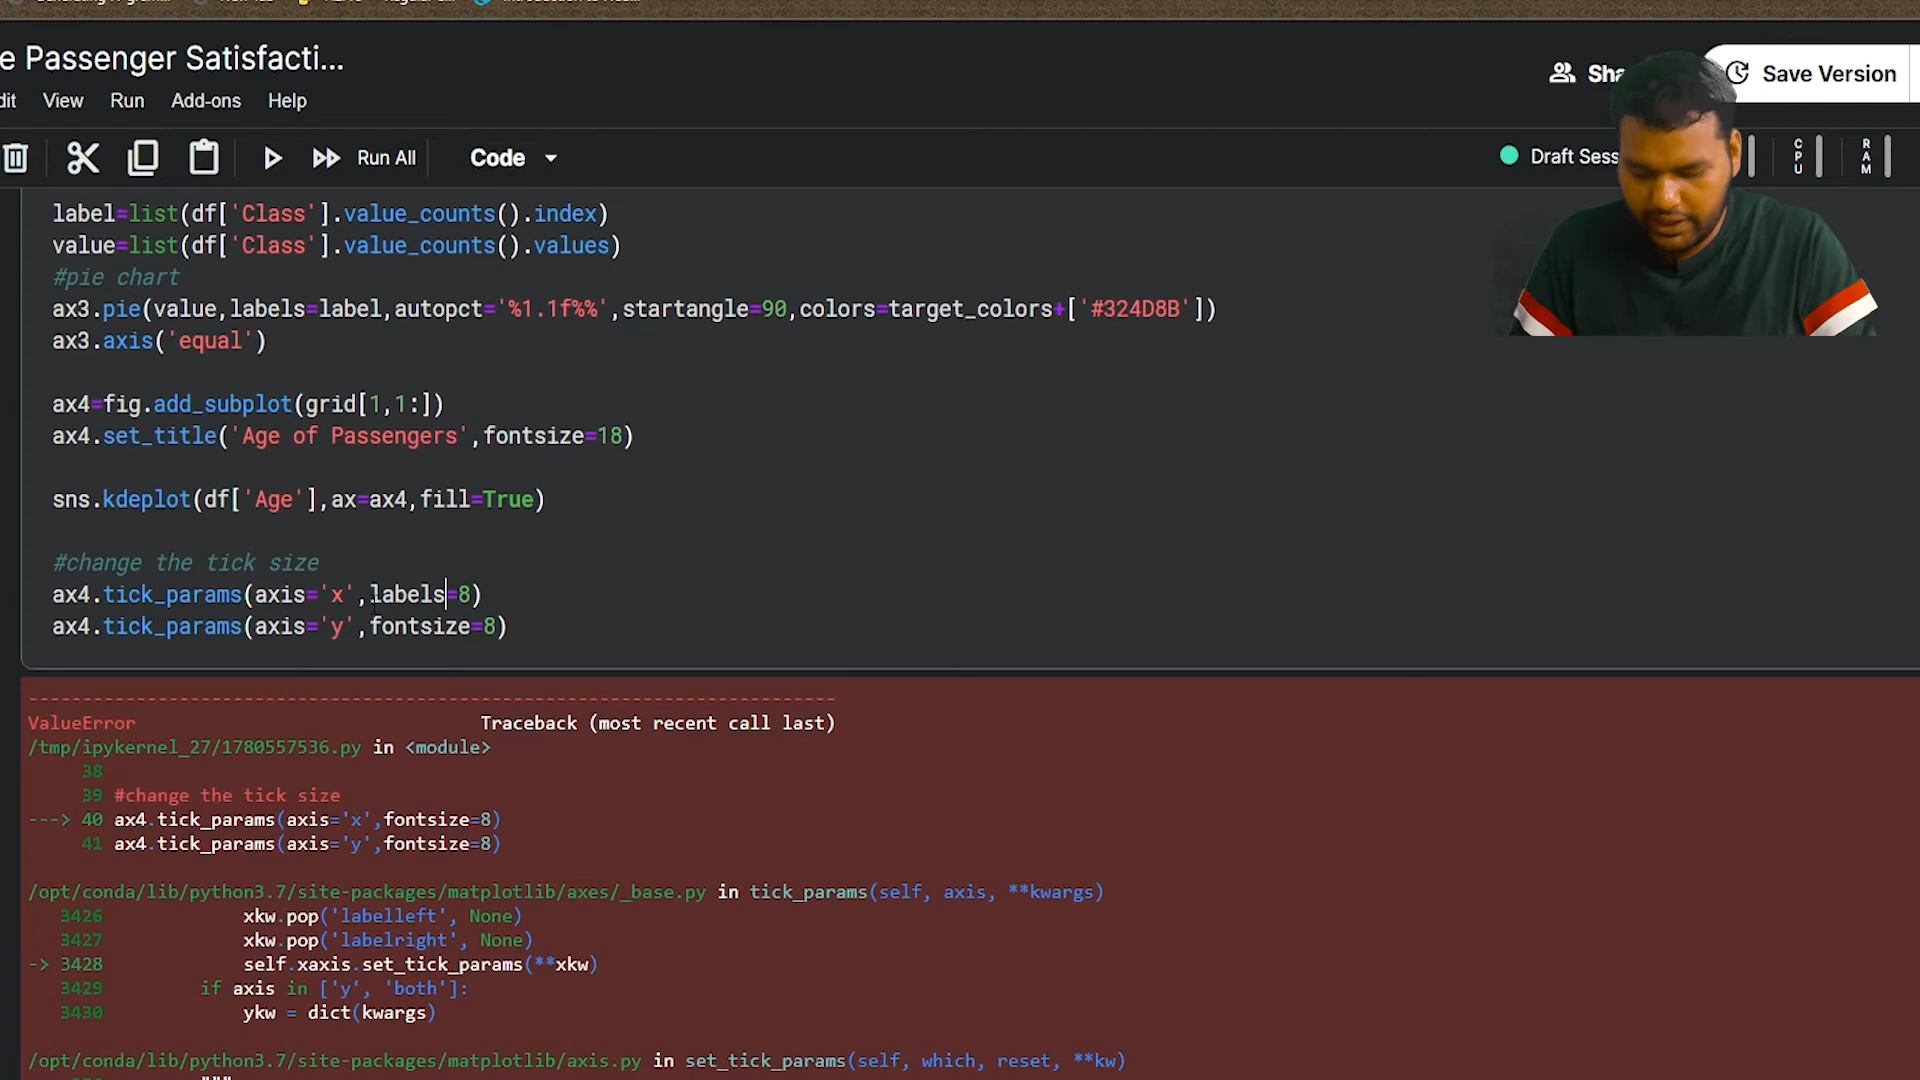 e Passenger Satisfacti...
Sha
Save Version
dit View Run Add-ons Help
Run All
Code
Draft Sess
CPU
RAM
label=list(df['Class'].value_counts().index)
value=list(df['Class'].value_counts().values)
#pie chart
ax3.pie(value,labels=label,autopct='%1.1f%%',startangle=90,colors=target_colors+['#324D8B'])
ax3.axis('equal')
ax4=fig.add_subplot(grid[1,1:])
ax4.set_title('Age of Passengers',fontsize=18)
sns.kdeplot(df['Age'],ax=ax4,fill=True)
#change the tick size
ax4.tick_params(axis='x',labels=8)
ax4.tick_params(axis='y',fontsize=8)
---------------------------------------------------------------------------
ValueError Traceback (most recent call last)
/tmp/ipykernel_27/1780557536.py in <module>
38
39 #change the tick size
---> 40 ax4.tick_params(axis='x',fontsize=8)
41 ax4.tick_params(axis='y',fontsize=8)
/opt/conda/lib/python3.7/site-packages/matplotlib/axes/_base.py in tick_params(self, axis, **kwargs)
3426 xkw.pop('labelleft', None)
3427 xkw.pop('labelright', None)
-> 3428 self.xaxis.set_tick_params(**xkw)
3429 if axis in ['y', 'both']:
3430 ykw = dict(kwargs)
/opt/conda/lib/python3.7/site-packages/matplotlib/axis.py in set_tick_params(self, which, reset, **kw)